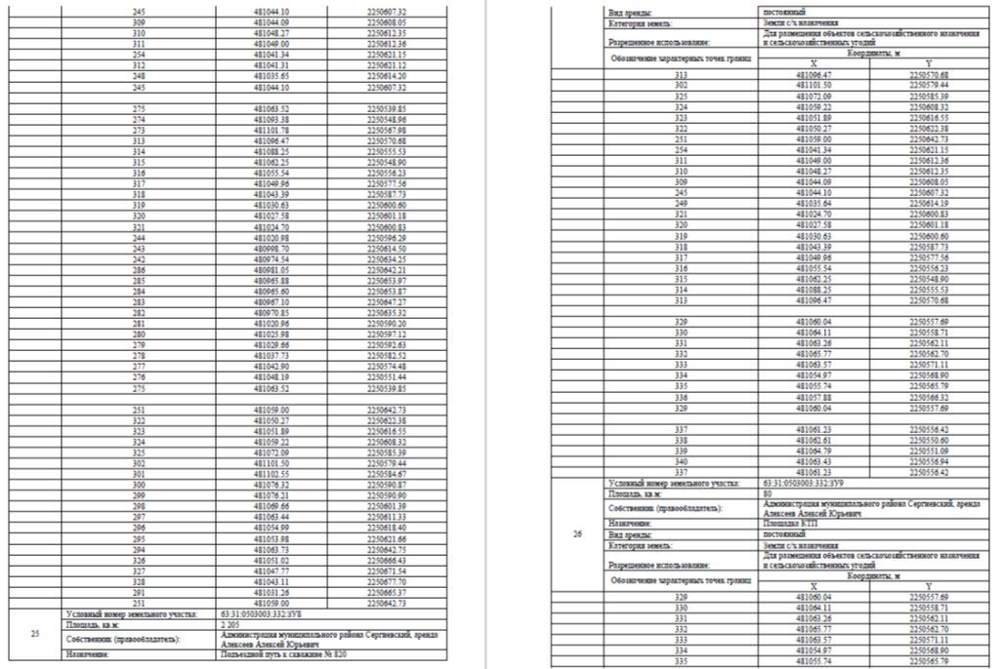 245 481044.10 2250607.32
309 481044.09 2250608.05
310 481048.27 2250612.35
311 481049.00 2250612.36
254 481041.34 2250621.15
312 481041.31 2250621.12
248 481035.65 2250614.20
245 481044.10 2250607.32
275 481063.52 2250539.85
274 481093.38 2250548.96
273 481101.78 2250567.98
313 481096.47 2250570.68
314 481088.25 2250555.53
315 481062.25 2250548.90
316 481055.54 2250556.23
317 481049.96 2250577.56
318 481043.39 2250587.73
319 481030.63 2250600.60
320 481027.58 2250601.18
321 481024.70 2250600.83
244 481020.98 2250596.29
243 480998.70 2250614.50
242 480974.54 2250634.25
286 480981.05 2250642.21
285 480965.88 2250653.97
284 480965.60 2250653.87
283 480967.10 2250647.27
282 480970.85 2250635.32
281 481020.96 2250590.20
280 481025.98 2250597.12
279 481029.66 2250592.63
278 481037.73 2250582.52
277 481042.90 2250574.48
276 481048.19 2250551.44
275 481063.52 2250539.85
251 481059.00 2250642.73
322 481050.27 2250622.38
323 481051.89 2250616.55
324 481059.22 2250608.32
325 481072.09 2250585.39
302 481101.50 2250579.44
301 481102.55 2250584.67
300 481076.32 2250590.87
299 481076.21 2250590.90
298 481069.66 2250601.39
297 481063.44 2250611.33
296 481054.99 2250618.40
295 481053.98 2250621.66
294 481063.73 2250642.75
326 481051.02 2250666.43
327 481047.77 2250671.54
328 481043.11 2250677.70
291 481031.26 2250665.37
251 481059.00 2250642.73
25
Условный номер земельного участка: 63:31:0503003:332:ЗУ8
Площадь, кв.м: 2 205
Собственник (правообладатель): Администрация муниципального района Сергиевский, аренда
Алексеев Алексей Юрьевич
Назначение: Подъездной путь к скважине № 820
Вид аренды: постоянный
Категория земель: Земли с/х назначения
Разрешенное использование: Для размещения объектов сельскохозяйственного назначения
и сельскохозяйственных угодий
Обозначение характерных точек границ Координаты, м
X Y
313 481096.47 2250570.68
302 481101.50 2250579.44
325 481072.09 2250585.39
324 481059.22 2250608.32
323 481051.89 2250616.55
322 481050.27 2250622.38
251 481059.00 2250642.73
254 481041.34 2250621.15
311 481049.00 2250612.36
310 481048.27 2250612.35
309 481044.09 2250608.05
245 481044.10 2250607.32
249 481035.64 2250614.19
321 481024.70 2250600.83
320 481027.58 2250601.18
319 481030.63 2250600.60
318 481043.39 2250587.73
317 481049.96 2250577.56
316 481055.54 2250556.23
315 481062.25 2250548.90
314 481088.25 2250555.53
313 481096.47 2250570.68
329 481060.04 2250557.69
330 481064.11 2250558.71
331 481063.26 2250562.11
332 481065.77 2250562.70
333 481063.57 2250571.11
334 481054.97 2250568.90
335 481055.74 2250565.79
336 481057.88 2250566.32
329 481060.04 2250557.69
337 481061.23 2250556.42
338 481062.61 2250550.60
339 481064.79 2250551.09
340 481063.43 2250556.94
337 481061.23 2250556.42
26
Условный номер земельного участка: 63:31:0503003:332:ЗУ9
Площадь, кв.м: 80
Собственник (правообладатель): Администрация муниципального района Сергиевский, аренда
Алексеев Алексей Юрьевич
Назначение: Площадка КТП
Вид аренды: постоянный
Категория земель: Земли с/х назначения
Разрешенное использование: Для размещения объектов сельскохозяйственного назначения
и сельскохозяйственных угодий
Обозначение характерных точек границ Координаты, м
X Y
329 481060.04 2250557.69
330 481064.11 2250558.71
331 481063.26 2250562.11
332 481065.77 2250562.70
333 481063.57 2250571.11
334 481054.97 2250568.90
335 481055.74 2250565.79